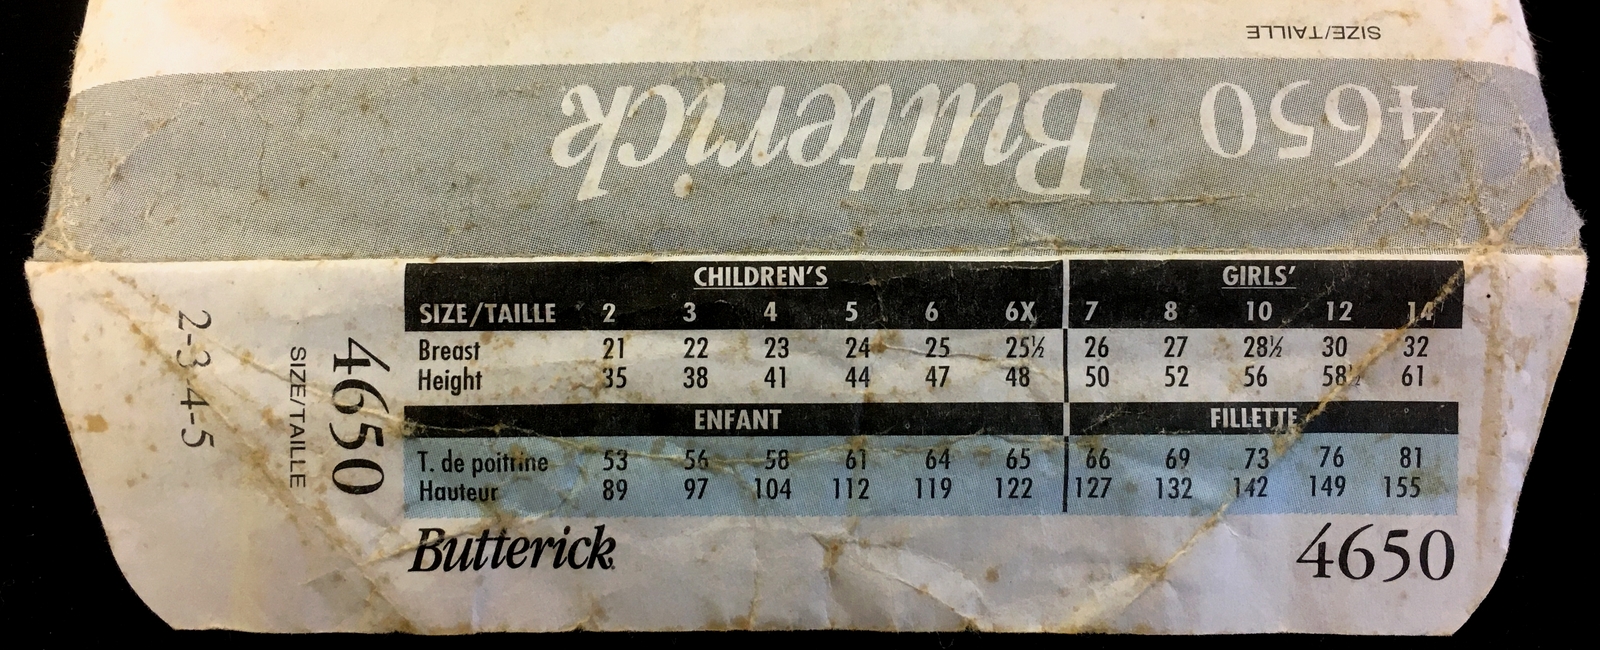 SIZE/TAILLE
4650 Butterick
CHILDREN'S GIRLS'
SIZE/TAILLE 2 3 4 5 6 6X 7 8 10 12 14
Breast 21 22 23 24 25 25½ 26 27 28½ 30 32
Height 35 38 41 44 47 48 50 52 56 58½ 61
ENFANT FILLETTE
T. de poitrine 53 56 58 61 64 65 66 69 73 76 81
Hauteur 89 97 104 112 119 122 127 132 142 149 155
Butterick 4650
4650
SIZE/TAILLE
2-3-4-5